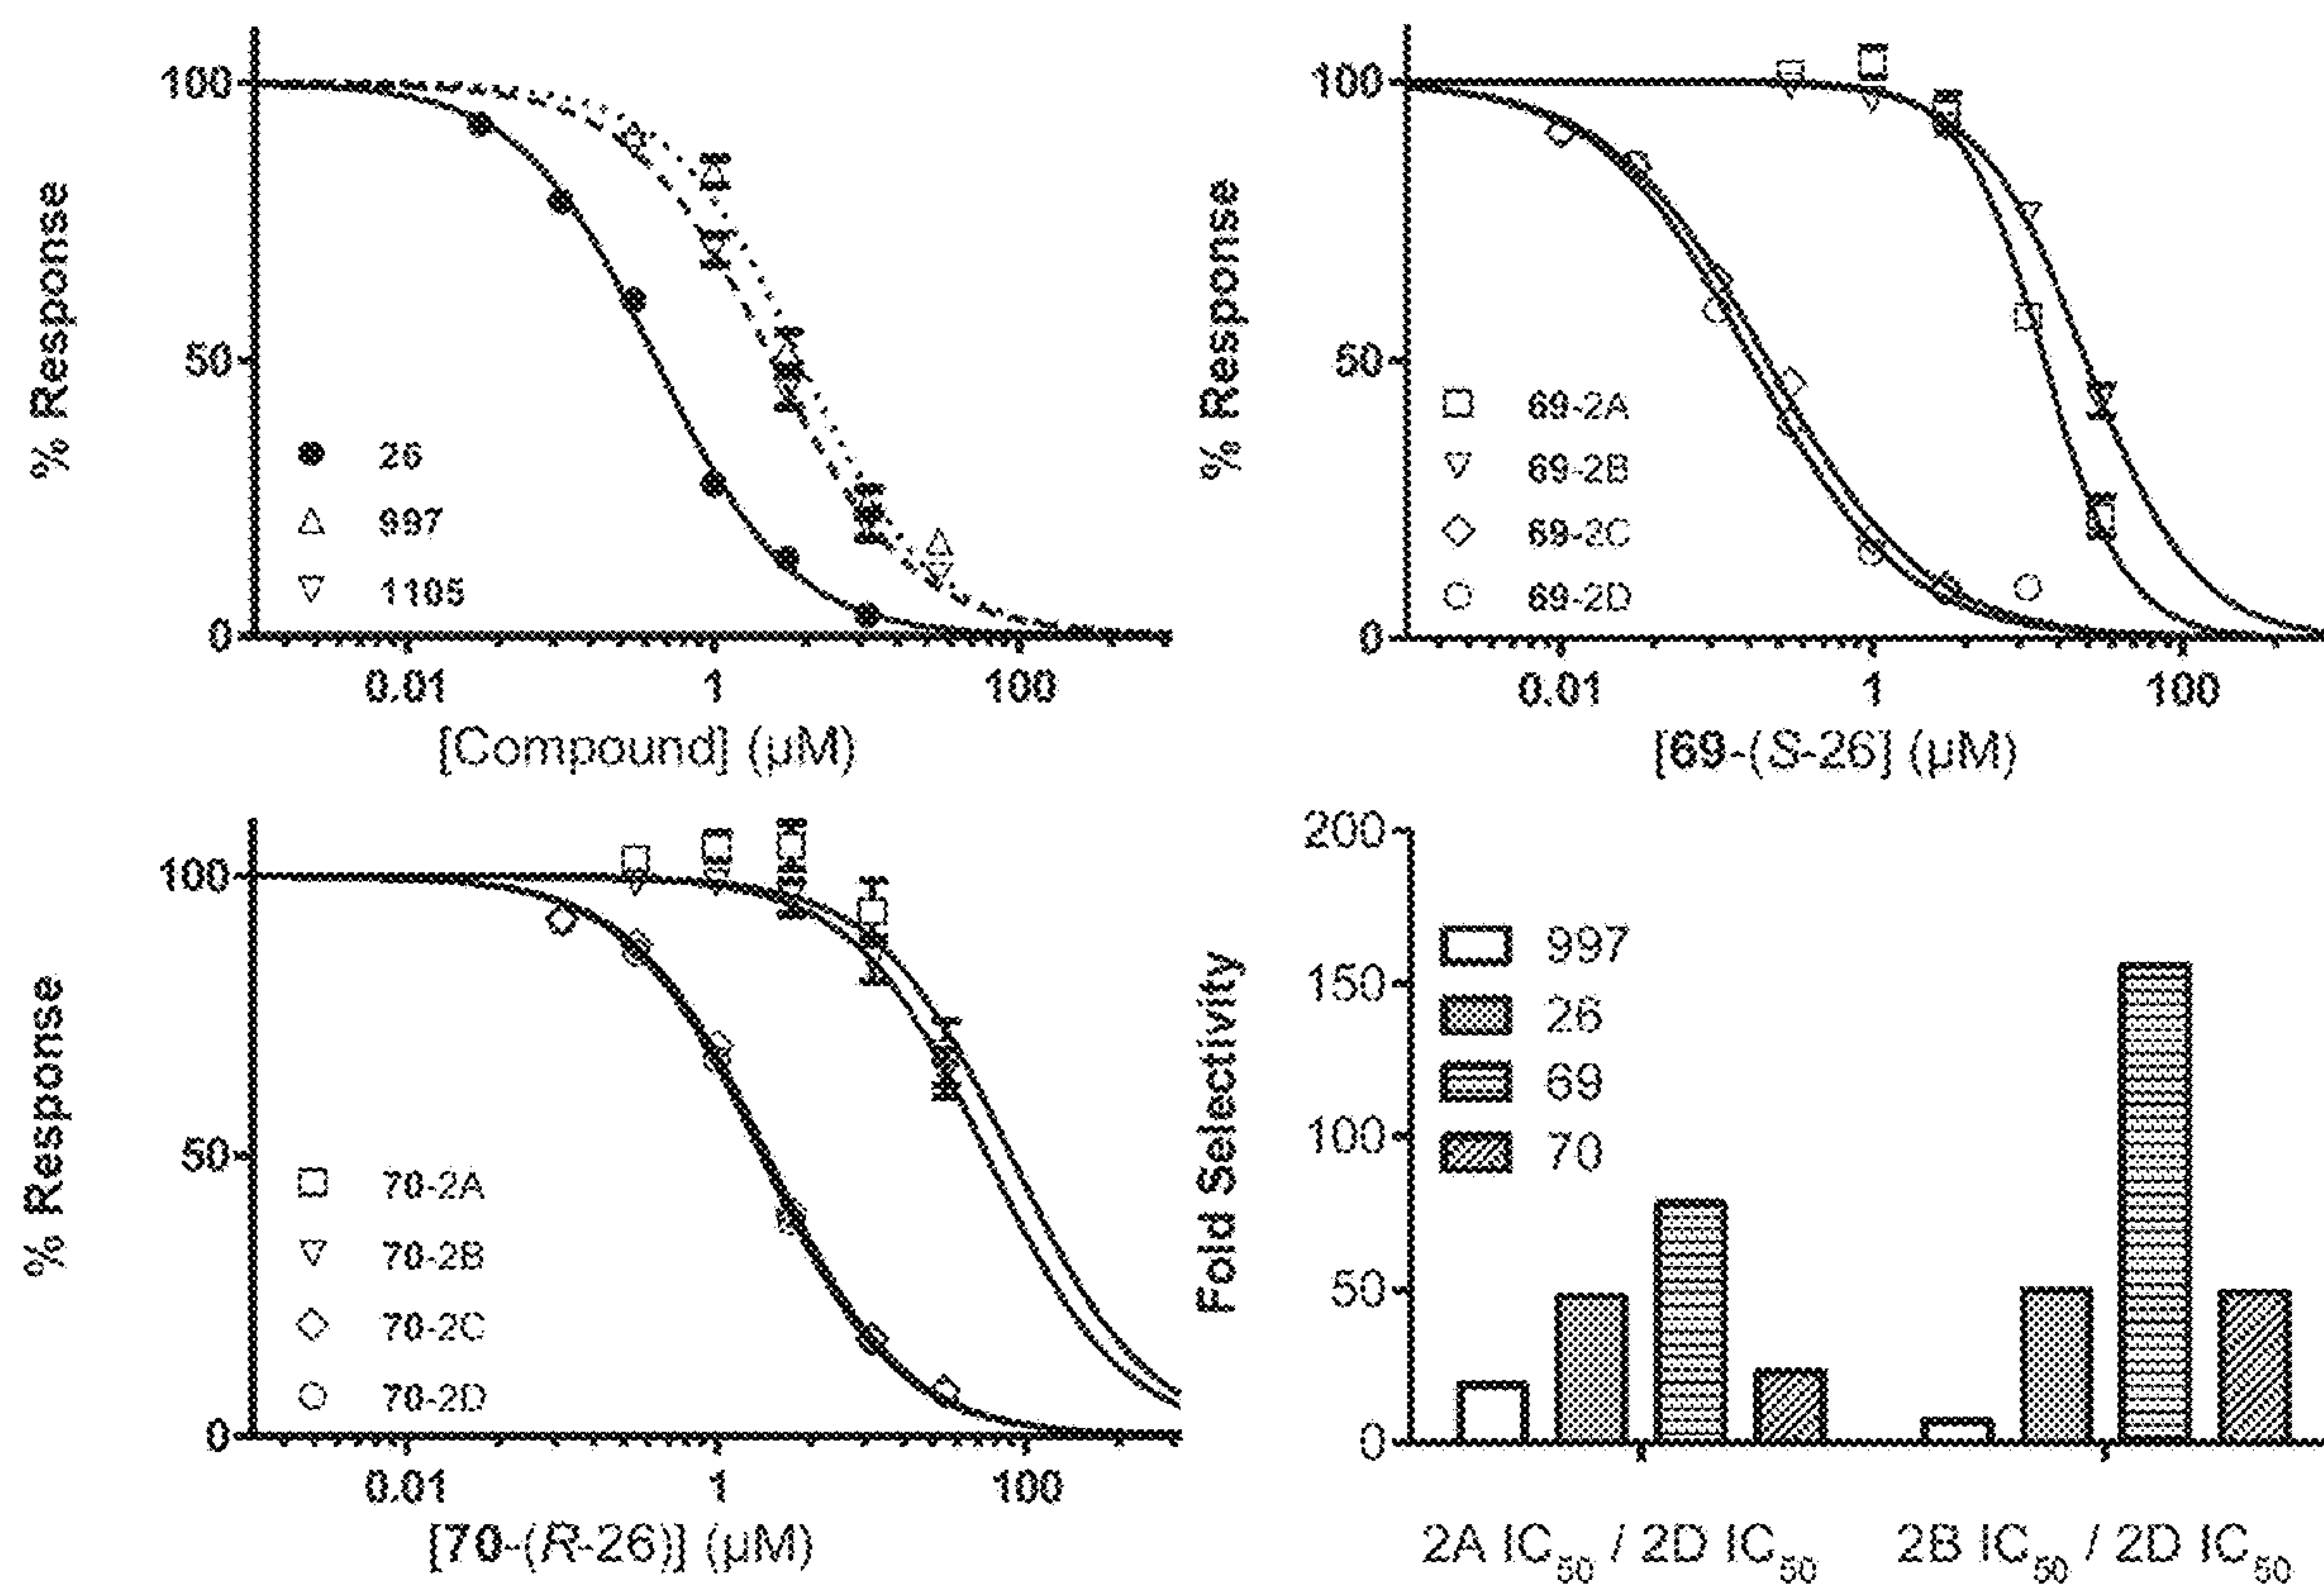 % Response
100
50
0
26
997
1105
0.01 1 100
[Compound] (µM)
% Response
100
50
0
69-2A
69-2B
69-2C
69-2D
0.01 1 100
[69-(S-26] (µM)
% Response
100
50
0
70-2A
70-2B
70-2C
70-2D
0.01 1 100
[70-(R-26)] (µM)
Fold Selectivity
200
150
100
50
0
997
26
69
70
2A IC50 / 2D IC50
2B IC50 / 2D IC50